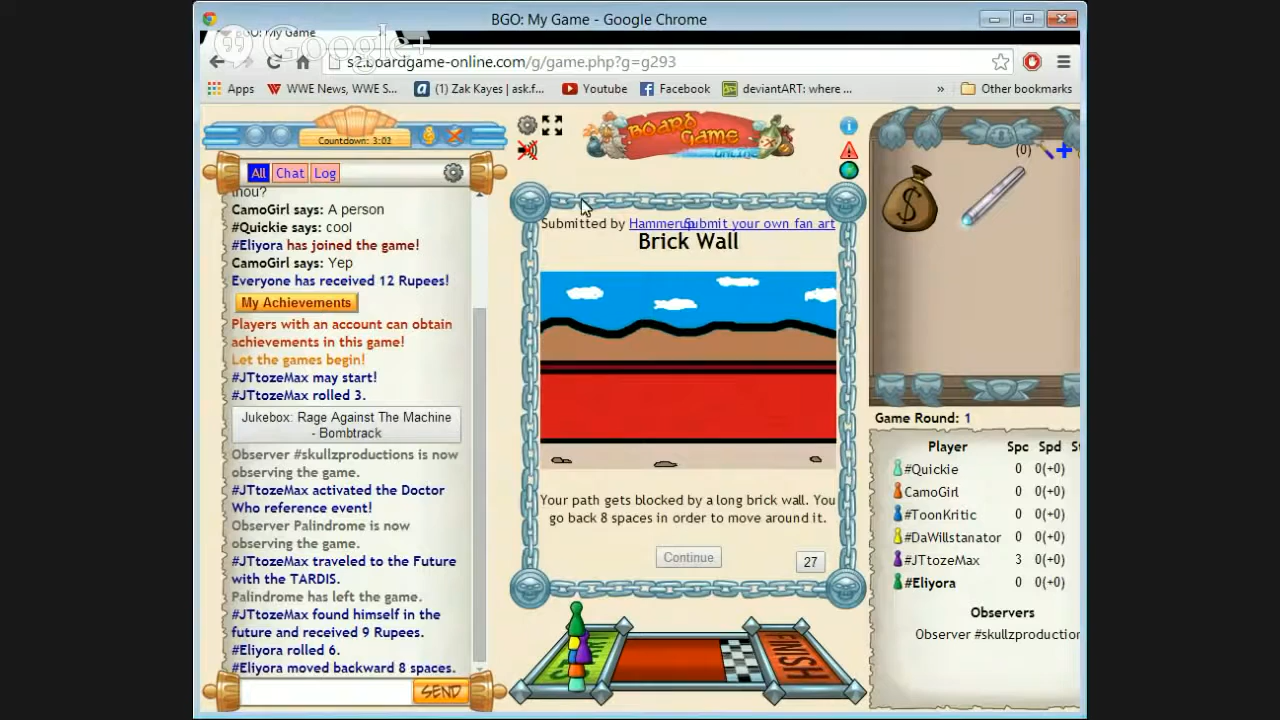 BGO: My Game - Google Chrome
BGO: My Game
Google+
s2.boardgame-online.com/g/game.php?g=g293
Apps
WWE News, WWE S...
(1) Zak Kayes | ask.f...
Youtube
Facebook
deviantART: where ...
»
Other bookmarks
Countdown: 3:02
All
Chat
Log
thou?
CamoGirl says: A person
#Quickie says: cool
#Eliyora has joined the game!
CamoGirl says: Yep
Everyone has received 12 Rupees!
My Achievements
Players with an account can obtain
achievements in this game!
Let the games begin!
#JTtozeMax may start!
#JTtozeMax rolled 3.
Jukebox: Rage Against The Machine
- Bombtrack
Observer #skullzproductions is now
observing the game.
#JTtozeMax activated the Doctor
Who reference event!
Observer Palindrome is now
observing the game.
#JTtozeMax traveled to the Future
with the TARDIS.
Palindrome has left the game.
#JTtozeMax found himself in the
future and received 9 Rupees.
#Eliyora rolled 6.
#Eliyora moved backward 8 spaces.
SEND
BOARD GAME
ONLINE
Submitted by Hammerup
Submit your own fan art
Brick Wall
Your path gets blocked by a long brick wall. You
go back 8 spaces in order to move around it.
Continue
27
FINISH
(0)
$
Game Round: 1
Player Spc Spd St
#Quickie 0 0(+0)
CamoGirl 0 0(+0)
#ToonKritic 0 0(+0)
#DaWillstanator 0 0(+0)
#JTtozeMax 3 0(+0)
#Eliyora 0 0(+0)
Observers
Observer #skullzproduction